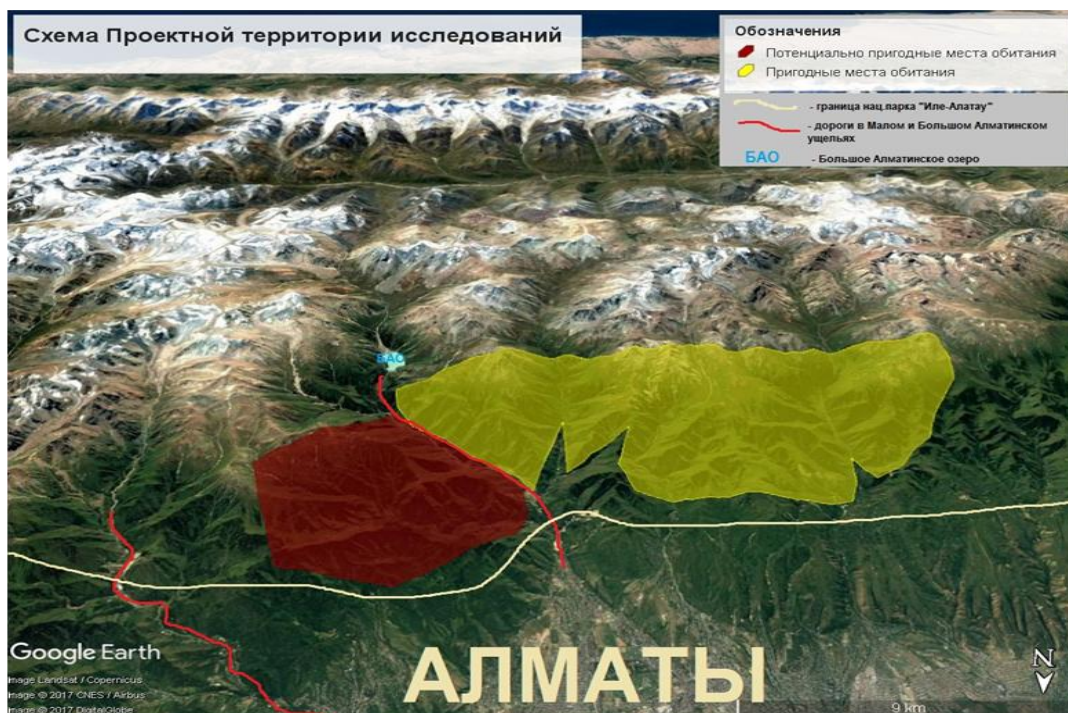 Схема Проектной территории исследований
Обозначения
Потенциально пригодные места обитания
Пригодные места обитания
- граница нац.парка "Иле-Алатау"
- дороги в Малом и Большом Алматинском
ущельях
БАО - Большое Алматинское озеро
БАО
АЛМАТЫ
Google Earth
Image Landsat / Copernicus
Image © 2017 CNES / Airbus
Image © 2017 DigitalGlobe
9 km
N